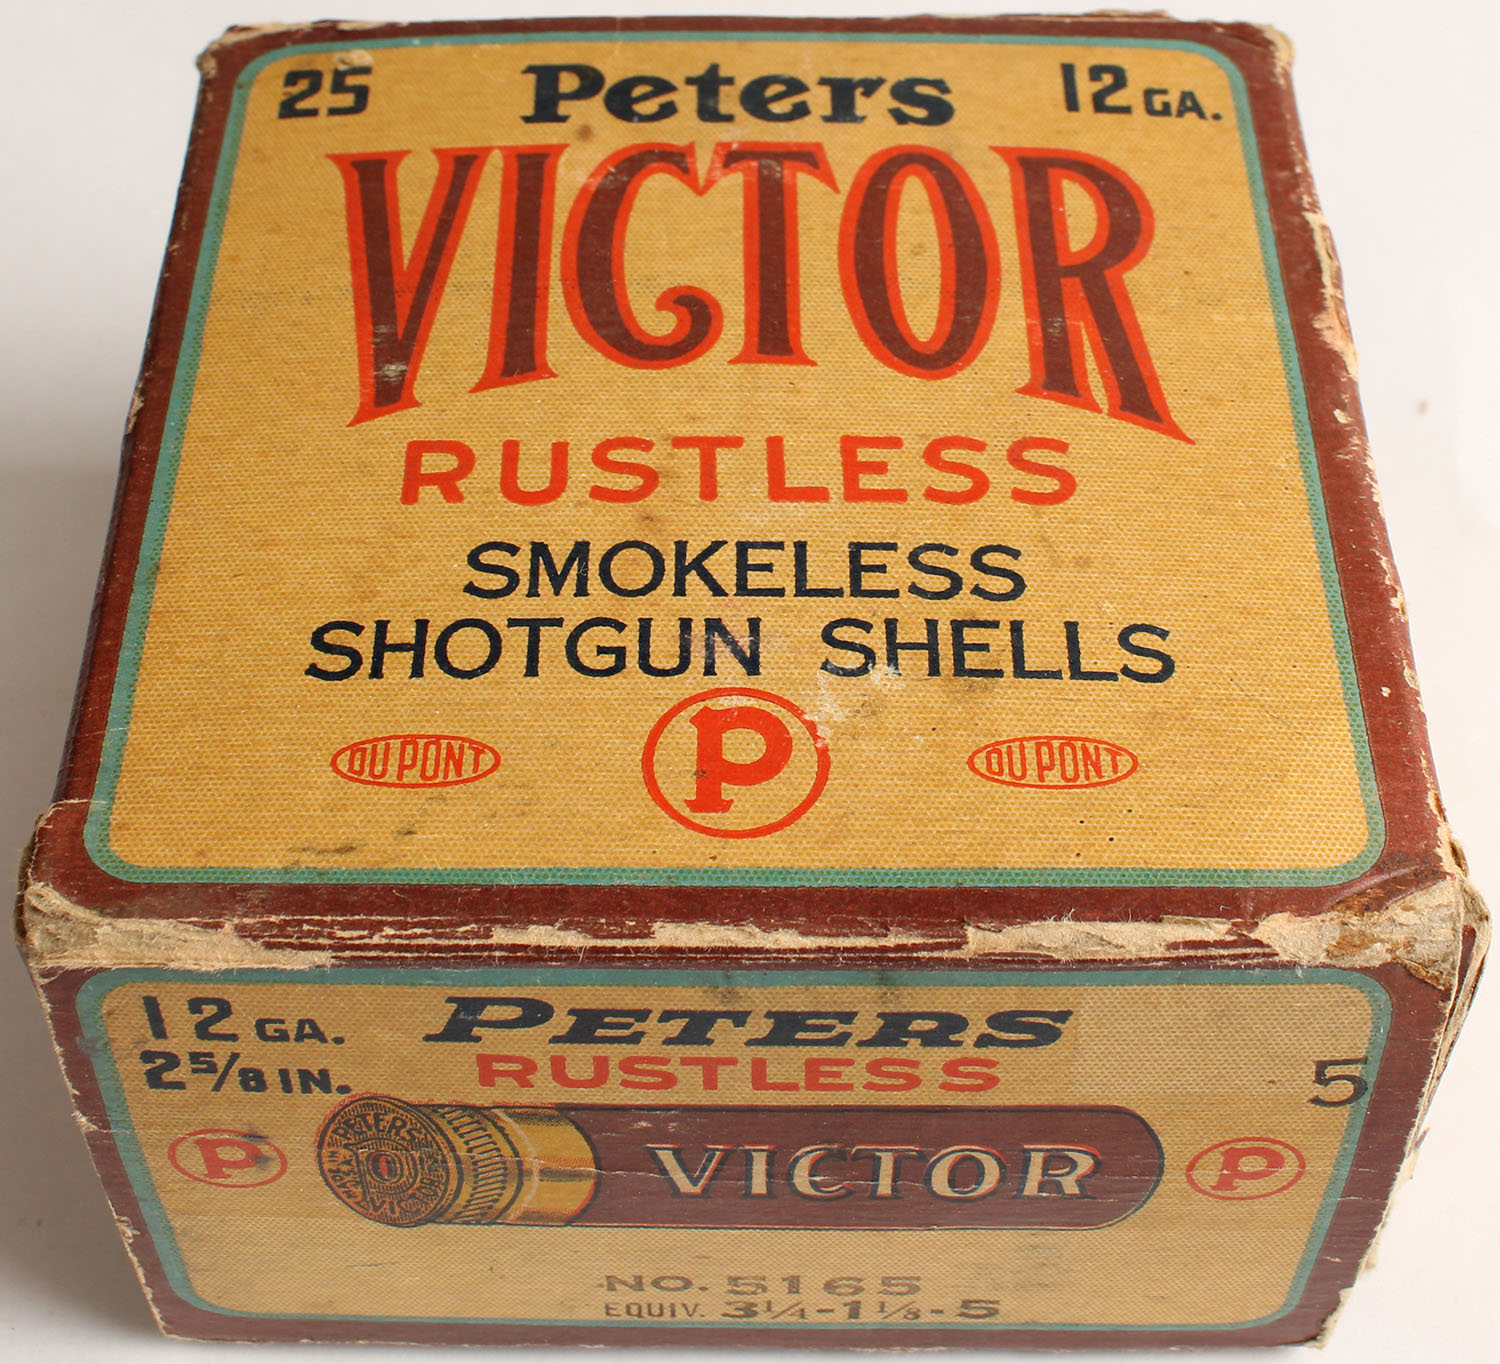 25 Peters 12 GA.
VICTOR
RUSTLESS
SMOKELESS
SHOTGUN SHELLS
DU PONT P DU PONT
12 GA. PETERS
2 5/8 IN. RUSTLESS 5
P PETERS VICTOR P
NO. 5165
EQUIV. 3 1/4 - 1 1/8 - 5